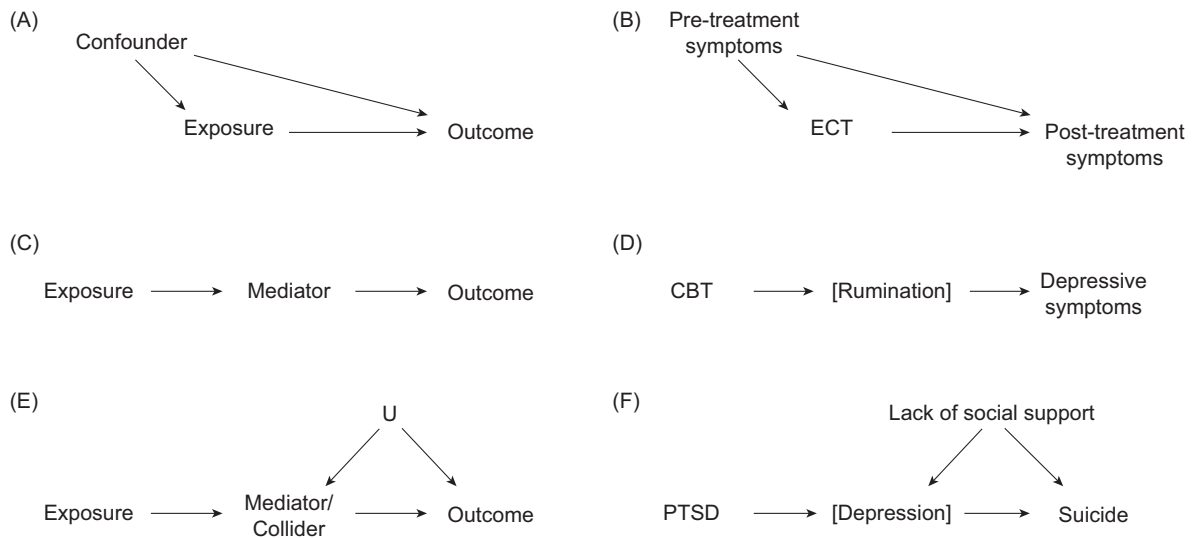 (A)
Confounder
Exposure
Outcome
(B)
Pre-treatment
symptoms
ECT
Post-treatment
symptoms
(C)
Exposure
Mediator
Outcome
(D)
CBT
[Rumination]
Depressive
symptoms
(E)
U
Exposure
Mediator/
Collider
Outcome
(F)
Lack of social support
PTSD
[Depression]
Suicide